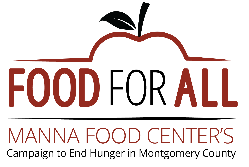 FOOD FOR ALL
MANNA FOOD CENTER'S
Campaign to End Hunger in Montgomery County